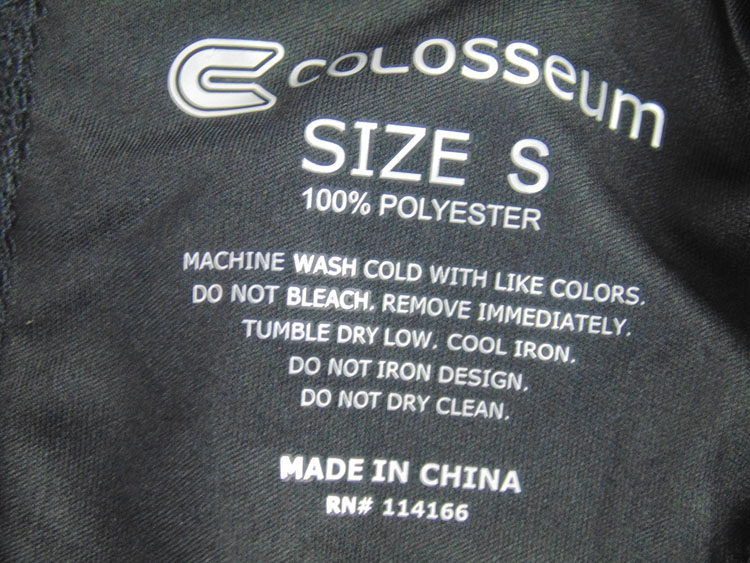 COLOSSEUM
SIZE S
100% POLYESTER
MACHINE WASH COLD WITH LIKE COLORS.
DO NOT BLEACH. REMOVE IMMEDIATELY.
TUMBLE DRY LOW. COOL IRON.
DO NOT IRON DESIGN.
DO NOT DRY CLEAN.
MADE IN CHINA
RN# 114166